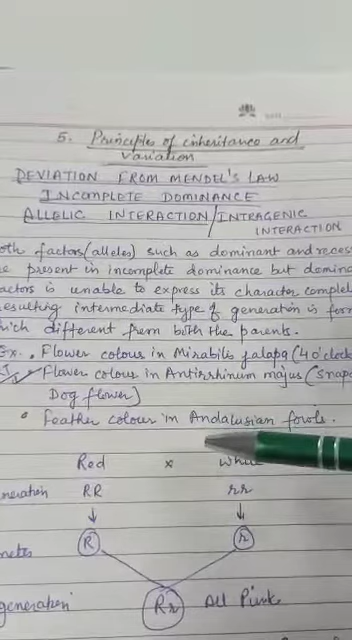 5. Principles of inheritance and
variation
DEVIATION FROM MENDEL'S LAW
INCOMPLETE DOMINANCE
ALLELIC INTERACTION/INTRAGENIC
INTERACTION
oth factors (alleles) such as dominant and recess
present in incomplete dominance but domina
actors is unable to express its character complet
esulting intermediate type of generation is for
hich different from both the parents.
Ex. • Flower colour in Mirabilis jalapa (4 o'clock
• Flower colour in Antirrhinum majus (snap
Dog flower)
• Feather colour in Andalusian fowls.
Red x White
eneration RR rr
R r
generation Rr All Pink